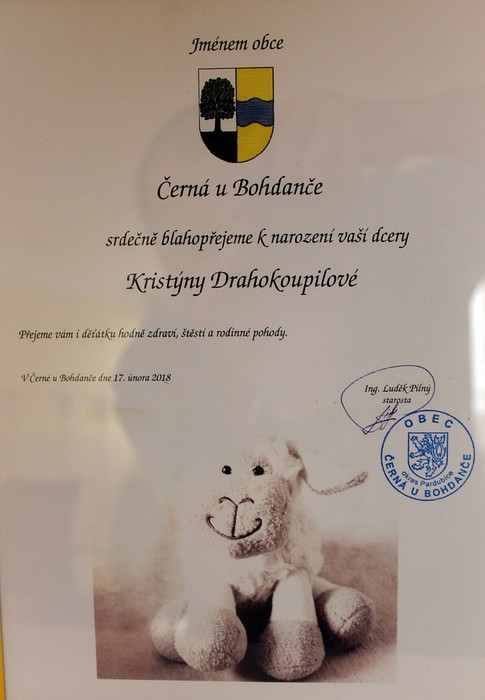 Jménem obce
Černá u Bohdanče
srdečně blahopřejeme k narození vaší dcery
Kristýny Drahokoupilové
Přejeme vám i děťátku hodně zdraví, štěstí a rodinné pohody.
V Černé u Bohdanče dne 17. února 2018
Ing. Luděk Pilný
starosta
OBEC
okres Pardubice
ČERNÁ U BOHDANČE